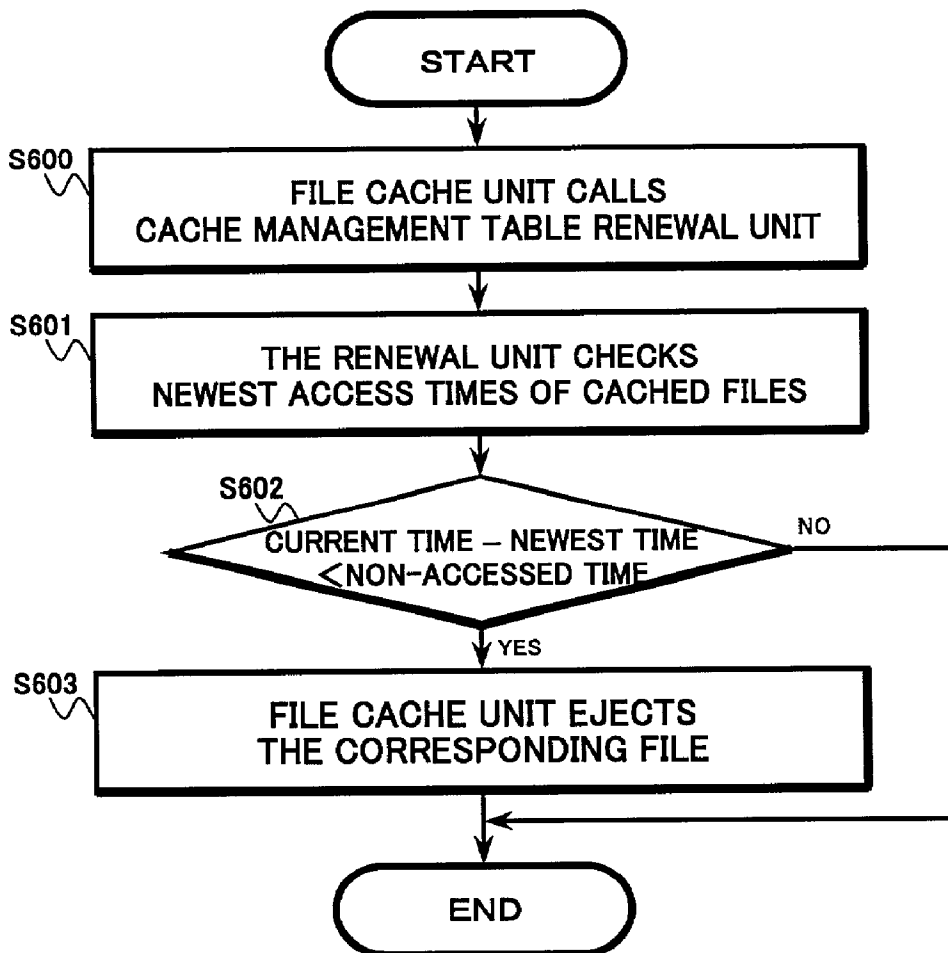 START
S600
FILE CACHE UNIT CALLS
CACHE MANAGEMENT TABLE RENEWAL UNIT
S601
THE RENEWAL UNIT CHECKS
NEWEST ACCESS TIMES OF CACHED FILES
S602
CURRENT TIME – NEWEST TIME
<NON-ACCESSED TIME
NO
YES
S603
FILE CACHE UNIT EJECTS
THE CORRESPONDING FILE
END